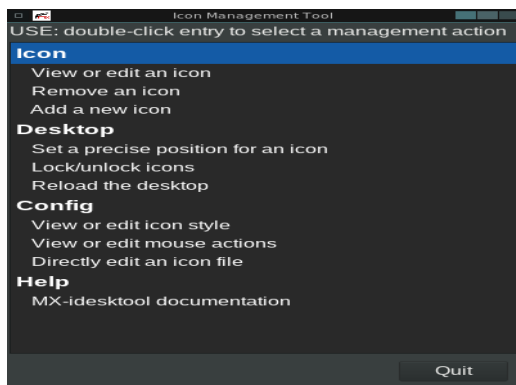 Icon Management Tool
USE: double-click entry to select a management action
Icon
View or edit an icon
Remove an icon
Add a new icon
Desktop
Set a precise position for an icon
Lock/unlock icons
Reload the desktop
Config
View or edit icon style
View or edit mouse actions
Directly edit an icon file
Help
MX-idesktool documentation
Quit